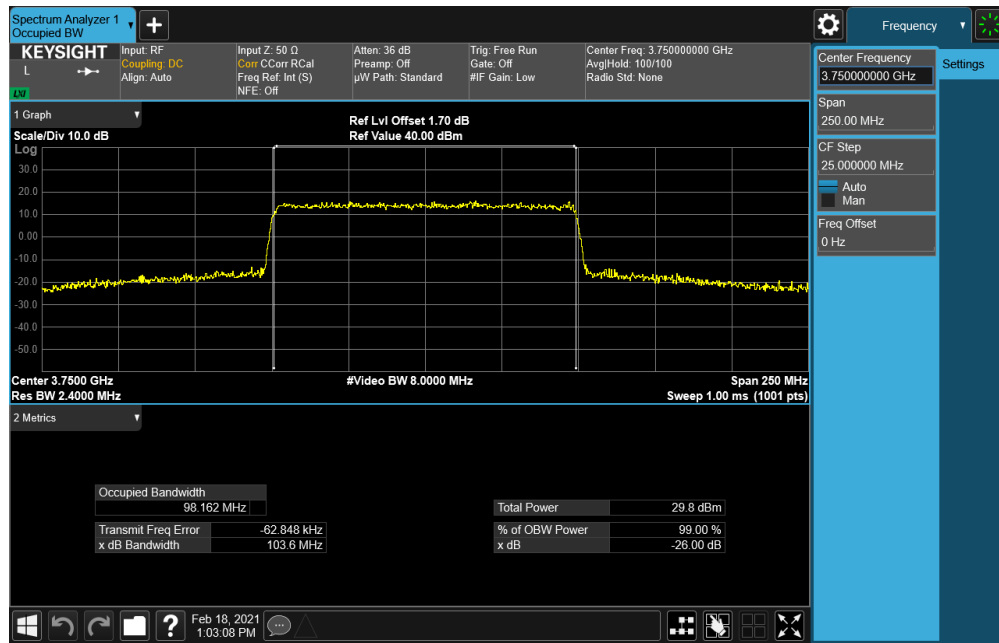 Spectrum Analyzer 1
Occupied BW
+
Frequency
KEYSIGHT
L
LXI
Input: RF
Coupling: DC
Align: Auto
Input Z: 50 Ω
Corr CCorr RCal
Freq Ref: Int (S)
NFE: Off
Atten: 36 dB
Preamp: Off
µW Path: Standard
Trig: Free Run
Gate: Off
#IF Gain: Low
Center Freq: 3.750000000 GHz
Avg|Hold: 100/100
Radio Std: None
Center Frequency
3.750000000 GHz
Settings
Span
250.00 MHz
CF Step
25.000000 MHz
Auto
Man
Freq Offset
0 Hz
1 Graph
Scale/Div 10.0 dB
Ref Lvl Offset 1.70 dB
Ref Value 40.00 dBm
Log
30.0
20.0
10.0
0.00
-10.0
-20.0
-30.0
-40.0
-50.0
Center 3.7500 GHz
#Video BW 8.0000 MHz
Span 250 MHz
Res BW 2.4000 MHz
Sweep 1.00 ms (1001 pts)
2 Metrics
Occupied Bandwidth
98.162 MHz
Total Power 29.8 dBm
Transmit Freq Error -62.848 kHz
% of OBW Power 99.00 %
x dB Bandwidth 103.6 MHz
x dB -26.00 dB
?
Feb 18, 2021
1:03:08 PM